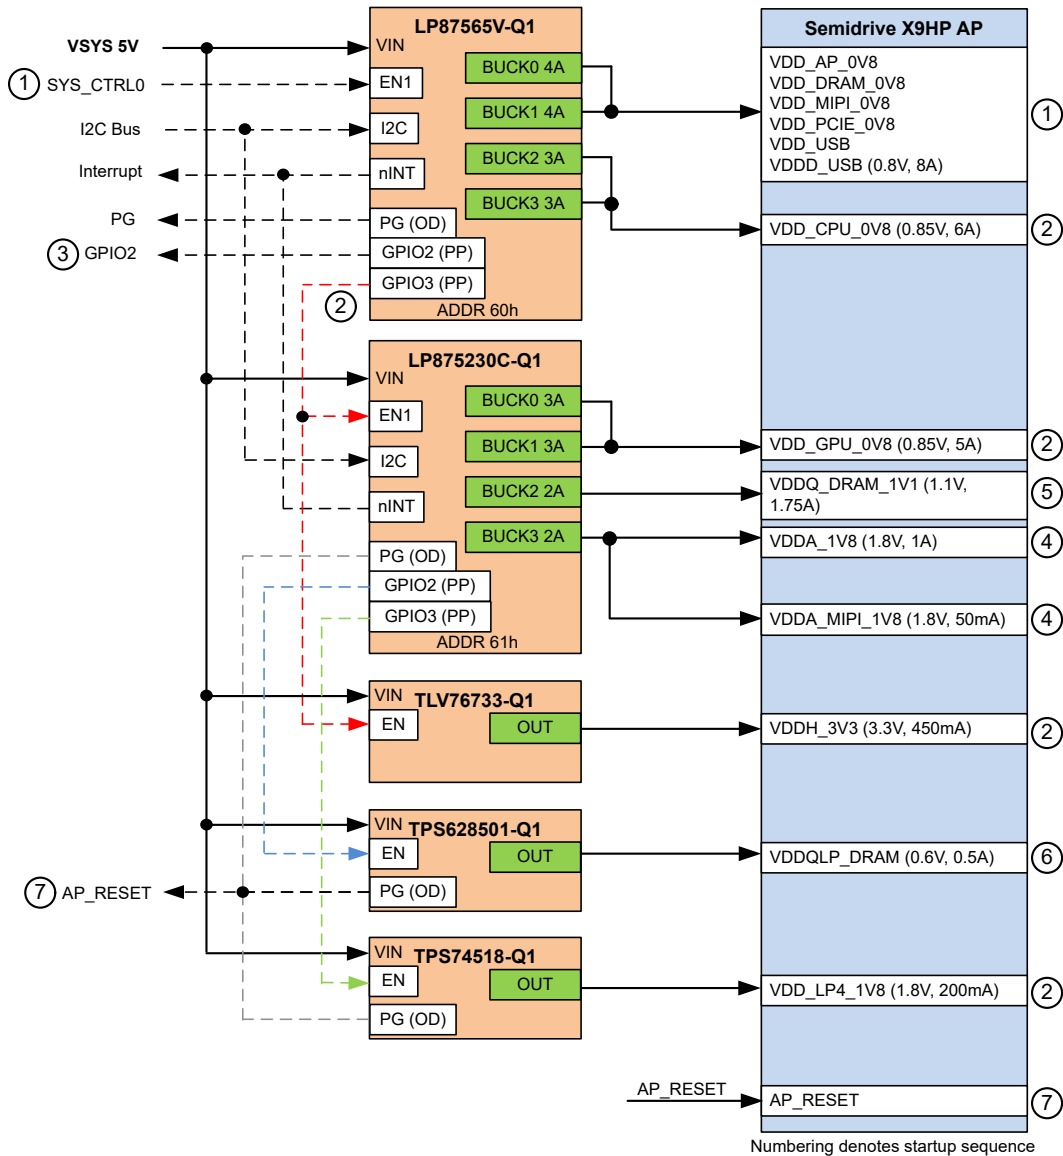 VSYS 5V
1 SYS_CTRL0
I2C Bus
Interrupt
PG
3 GPIO2
2
LP87565V-Q1
VIN
EN1
I2C
nINT
PG (OD)
GPIO2 (PP)
GPIO3 (PP)
BUCK0 4A
BUCK1 4A
BUCK2 3A
BUCK3 3A
ADDR 60h
LP875230C-Q1
VIN
EN1
I2C
nINT
PG (OD)
GPIO2 (PP)
GPIO3 (PP)
BUCK0 3A
BUCK1 3A
BUCK2 2A
BUCK3 2A
ADDR 61h
VIN
TLV76733-Q1
EN
OUT
VIN
TPS628501-Q1
EN
OUT
PG (OD)
7 AP_RESET
VIN
TPS74518-Q1
EN
OUT
PG (OD)
Semidrive X9HP AP
VDD_AP_0V8
VDD_DRAM_0V8
VDD_MIPI_0V8
VDD_PCIE_0V8
VDD_USB
VDDD_USB (0.8V, 8A)
1
VDD_CPU_0V8 (0.85V, 6A)
2
VDD_GPU_0V8 (0.85V, 5A)
2
VDDQ_DRAM_1V1 (1.1V,
1.75A)
5
VDDA_1V8 (1.8V, 1A)
4
VDDA_MIPI_1V8 (1.8V, 50mA)
4
VDDH_3V3 (3.3V, 450mA)
2
VDDQLP_DRAM (0.6V, 0.5A)
6
VDD_LP4_1V8 (1.8V, 200mA)
2
AP_RESET
AP_RESET
7
Numbering denotes startup sequence